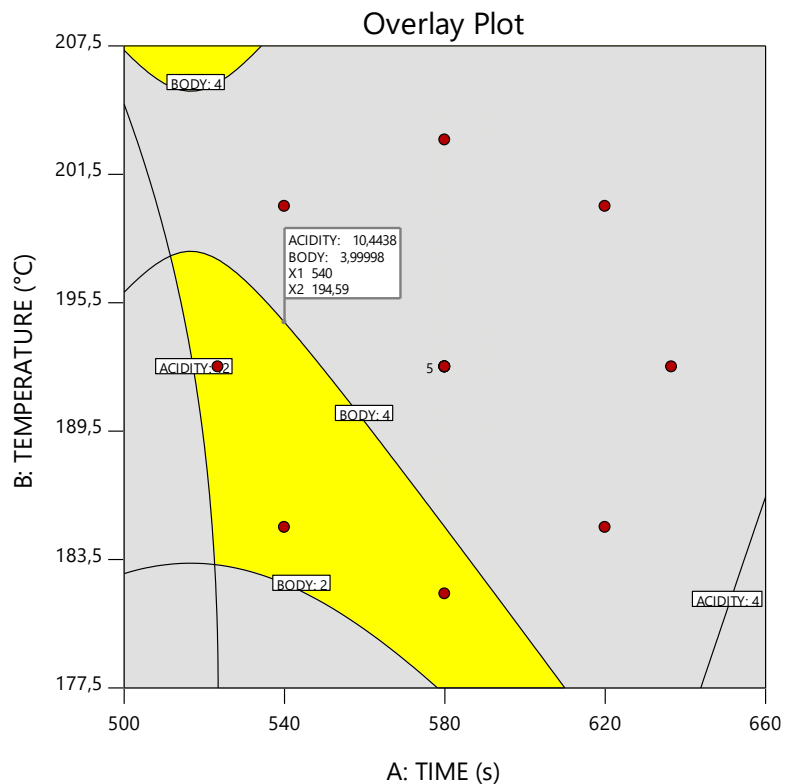 Overlay Plot
207,5
BODY: 4
201,5
ACIDITY: 10,4438
BODY: 3,99998
X1 540
X2 194,59
195,5
ACIDITY: 12
5
BODY: 4
189,5
183,5
BODY: 2
ACIDITY: 4
177,5
500 540 580 620 660
B: TEMPERATURE (°C)
A: TIME (s)